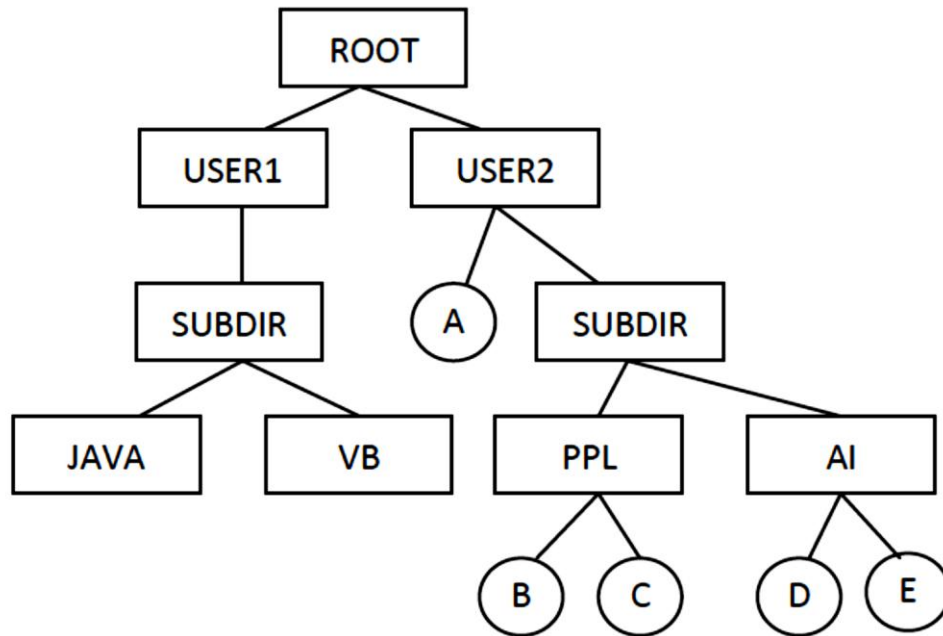 ROOT
USER1 USER2
SUBDIR A SUBDIR
JAVA VB PPL AI
B C D E